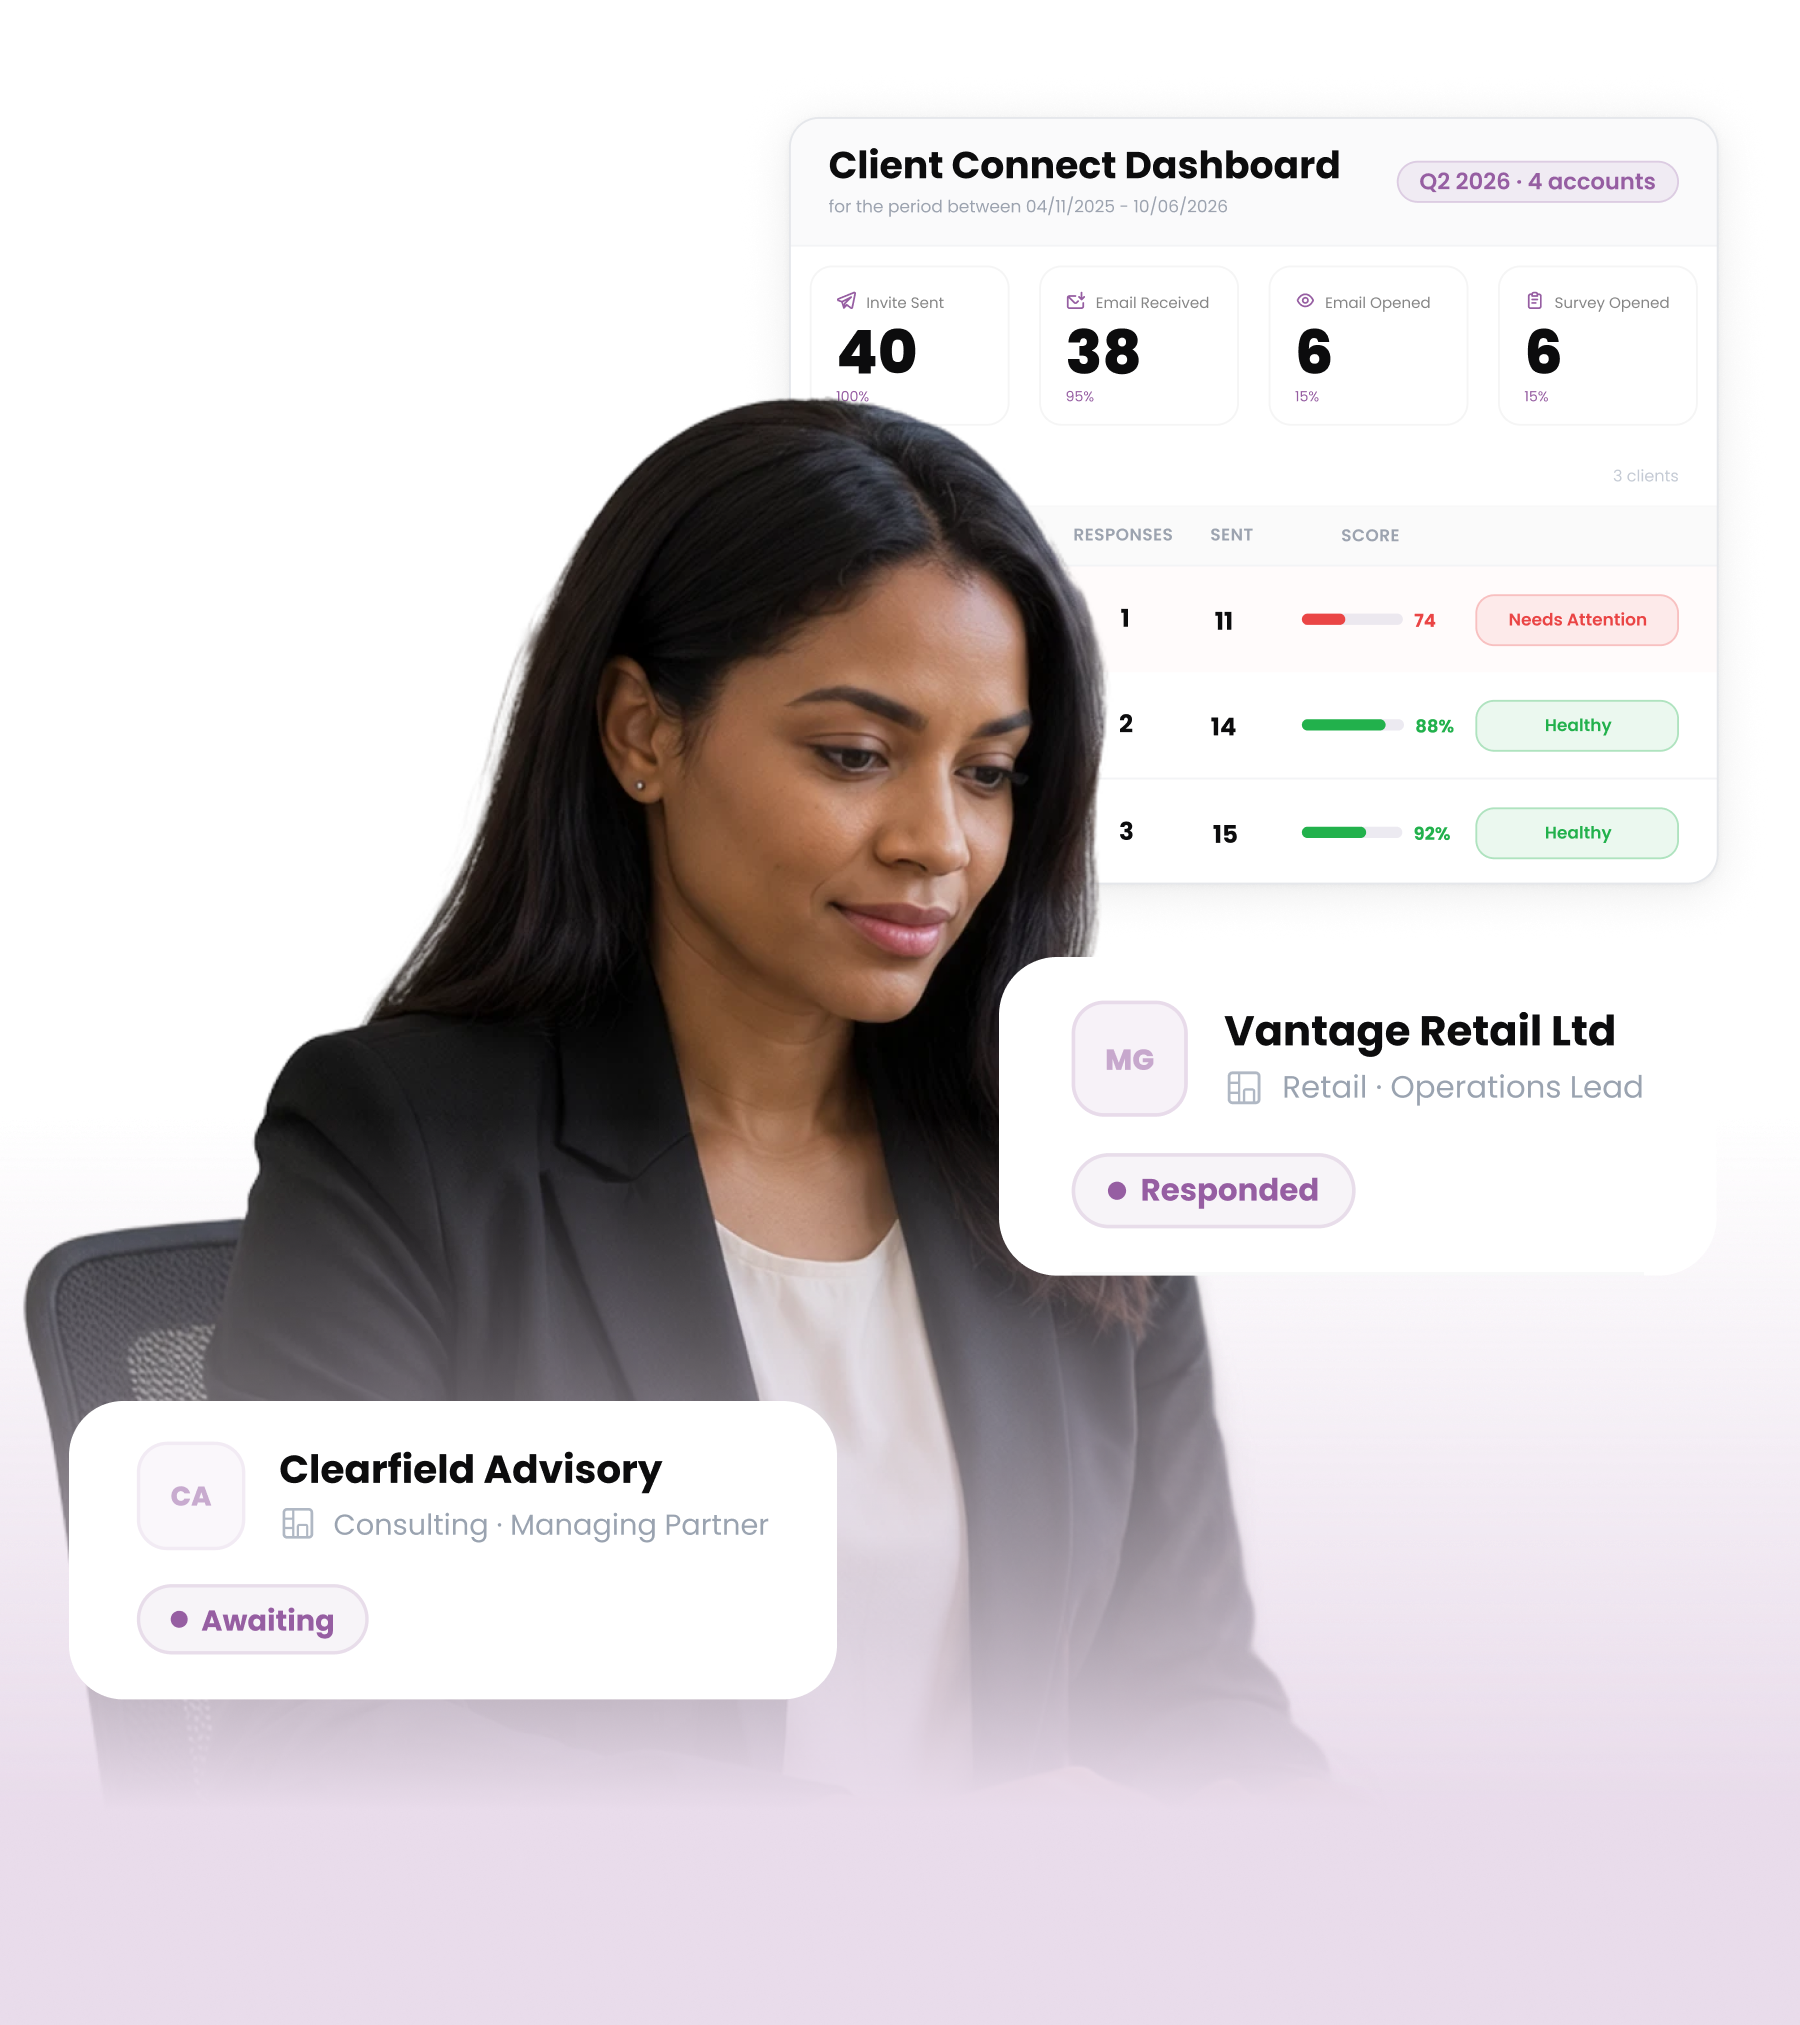 Client Connect Dashboard
for the period between 04/11/2025 - 10/06/2026
Q2 2026 · 4 accounts
Invite Sent
40
100%
Email Received
38
95%
Email Opened
6
15%
Survey Opened
6
15%
3 clients
RESPONSES SENT SCORE
1 11 74 Needs Attention
2 14 88% Healthy
3 15 92% Healthy
MG
Vantage Retail Ltd
Retail · Operations Lead
Responded
CA
Clearfield Advisory
Consulting · Managing Partner
Awaiting